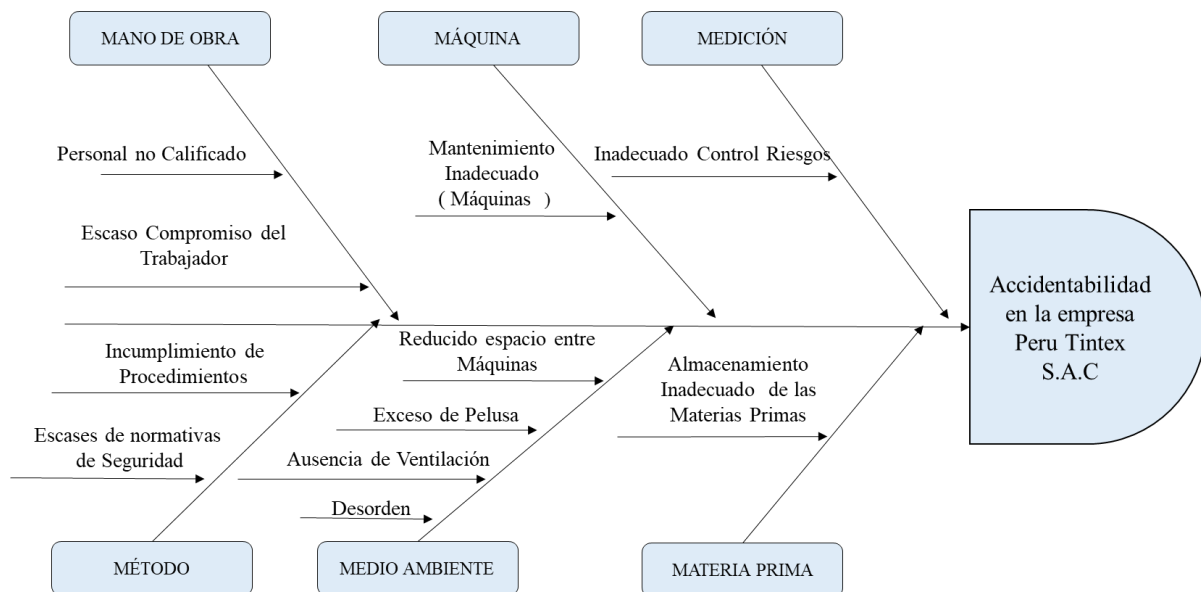 MANO DE OBRA
MÁQUINA
MEDICIÓN
Personal no Calificado
Mantenimiento
Inadecuado
( Máquinas )
Inadecuado Control Riesgos
Escaso Compromiso del
Trabajador
Accidentabilidad
en la empresa
Peru Tintex
S.A.C
Incumplimiento de
Procedimientos
Reducido espacio entre
Máquinas
Almacenamiento
Inadecuado de las
Materias Primas
Exceso de Pelusa
Escases de normativas
de Seguridad
Ausencia de Ventilación
Desorden
MÉTODO
MEDIO AMBIENTE
MATERIA PRIMA